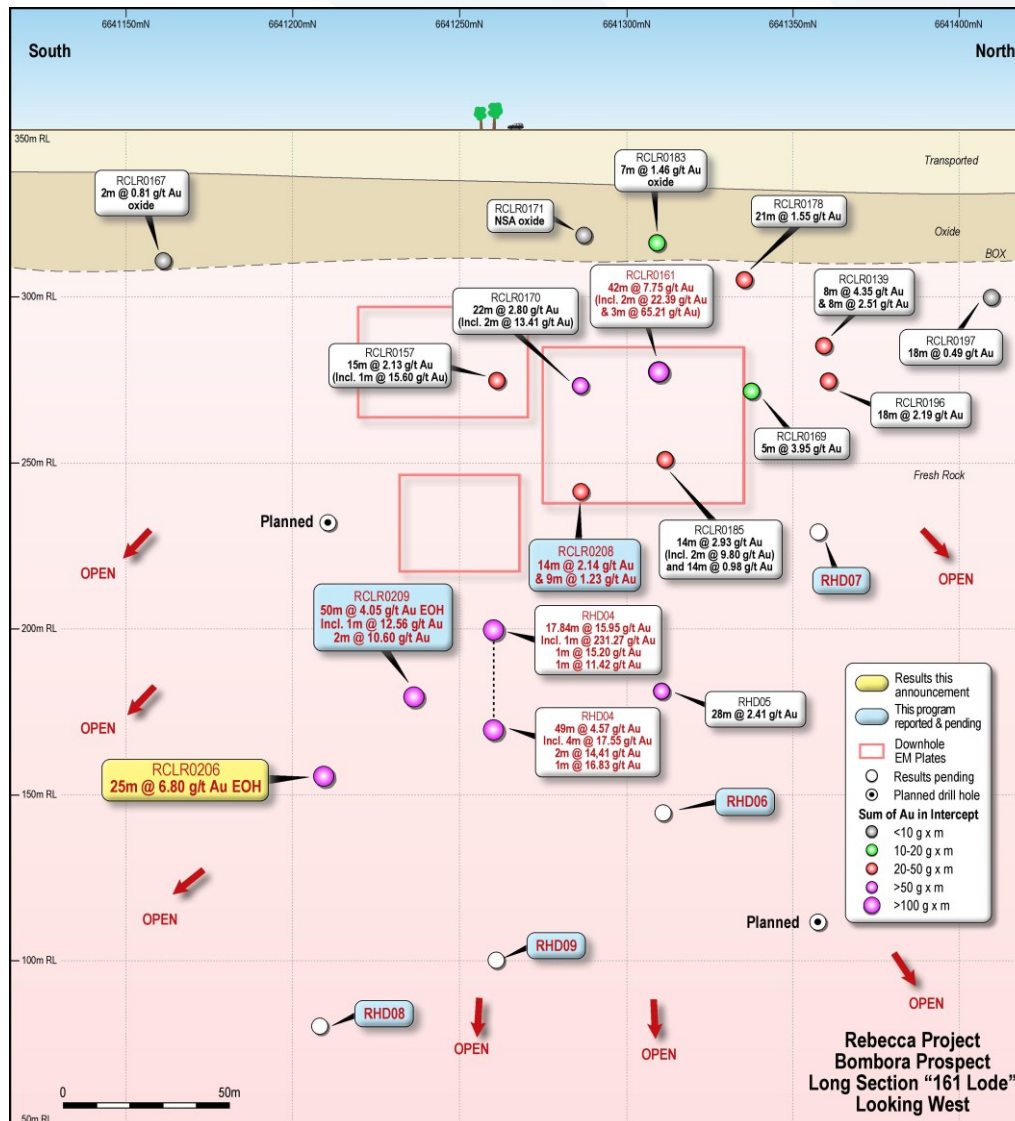 6641150mN
6641200mN
6641250mN
6641300mN
6641350mN
6641400mN
South
North
350m RL
Transported
RCLR0167
2m @ 0.81 g/t Au
oxide
RCLR0171
NSA oxide
RCLR0183
7m @ 1.46 g/t Au
oxide
RCLR0178
21m @ 1.55 g/t Au
Oxide
BOX
300m RL
RCLR0170
22m @ 2.80 g/t Au
(Incl. 2m @ 13.41 g/t Au)
RCLR0161
42m @ 7.75 g/t Au
(Incl. 2m @ 22.39 g/t Au
& 3m @ 65.21 g/t Au)
RCLR0139
8m @ 4.35 g/t Au
& 8m @ 2.51 g/t Au
RCLR0197
18m @ 0.49 g/t Au
RCLR0157
15m @ 2.13 g/t Au
(Incl. 1m @ 15.60 g/t Au)
RCLR0196
18m @ 2.19 g/t Au
RCLR0169
5m @ 3.95 g/t Au
250m RL
Fresh Rock
Planned
RCLR0208
14m @ 2.14 g/t Au
& 9m @ 1.23 g/t Au
RCLR0185
14m @ 2.93 g/t Au
(Incl. 2m @ 9.80 g/t Au)
and 14m @ 0.98 g/t Au
RHD07
OPEN
OPEN
RCLR0209
50m @ 4.05 g/t Au EOH
Incl. 1m @ 12.56 g/t Au
2m @ 10.60 g/t Au
200m RL
RHD04
17.84m @ 15.95 g/t Au
Incl. 1m @ 231.27 g/t Au
1m @ 15.20 g/t Au
1m @ 11.42 g/t Au
RHD05
28m @ 2.41 g/t Au
RHD04
49m @ 4.57 g/t Au
Incl. 4m @ 17.55 g/t Au
2m @ 14,41 g/t Au
1m @ 16.83 g/t Au
OPEN
RCLR0206
25m @ 6.80 g/t Au EOH
150m RL
RHD06
OPEN
Planned
RHD09
100m RL
RHD08
OPEN
OPEN
OPEN
Results this
announcement
This program
reported & pending
Downhole
EM Plates
Results pending
Planned drill hole
Sum of Au in Intercept
<10 g x m
10-20 g x m
20-50 g x m
>50 g x m
>100 g x m
Rebecca Project
Bombora Prospect
Long Section “161 Lode”
Looking West
0
50m
50m RL